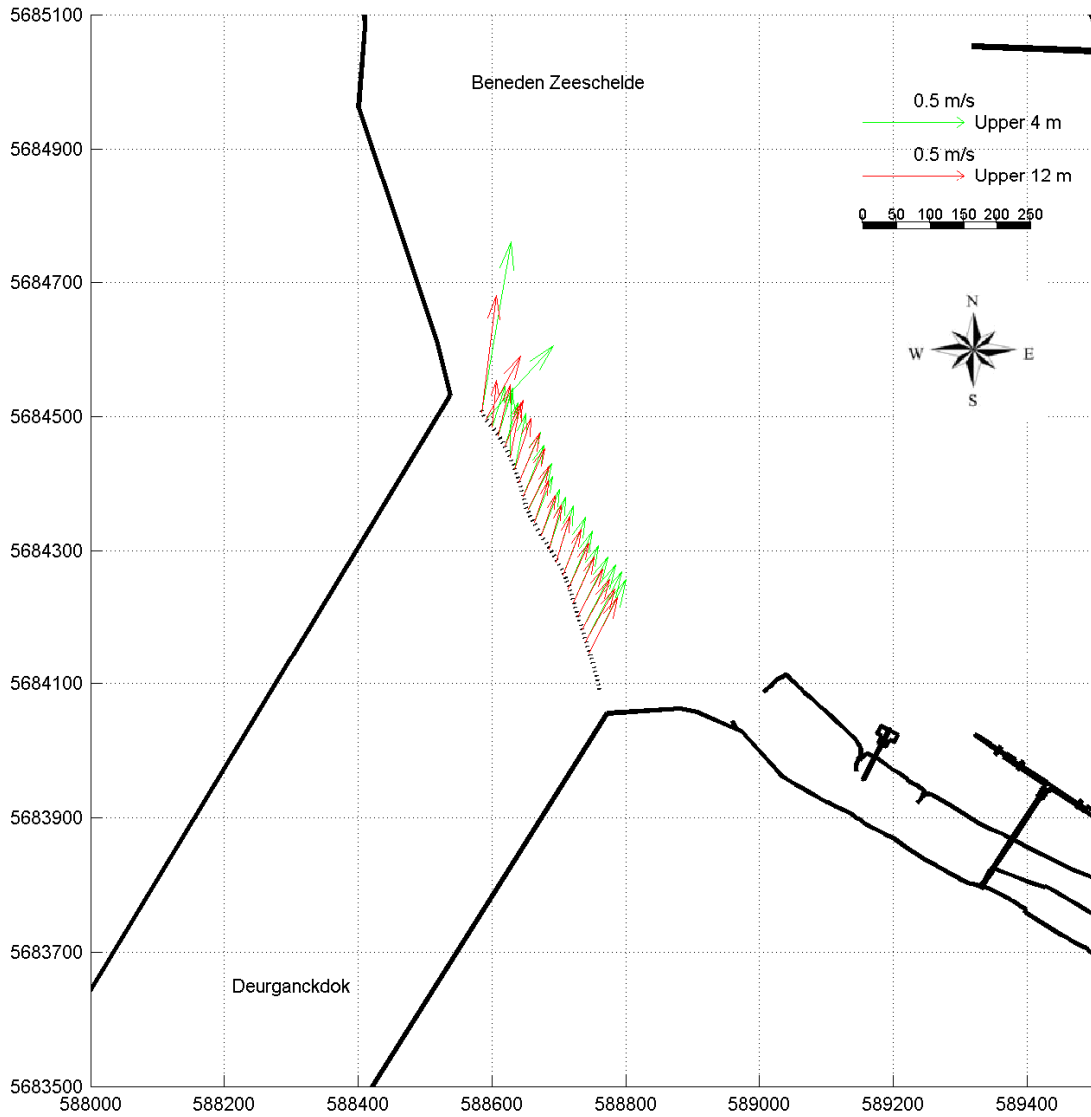 5685100
Beneden Zeeschelde
0.5 m/s
Upper 4 m
5684900
0.5 m/s
Upper 12 m
0 50 100 150 200 250
5684700
N
W E
S
5684500
5684300
5684100
5683900
5683700
Deurganckdok
5683500
588000 588200 588400 588600 588800 589000 589200 589400